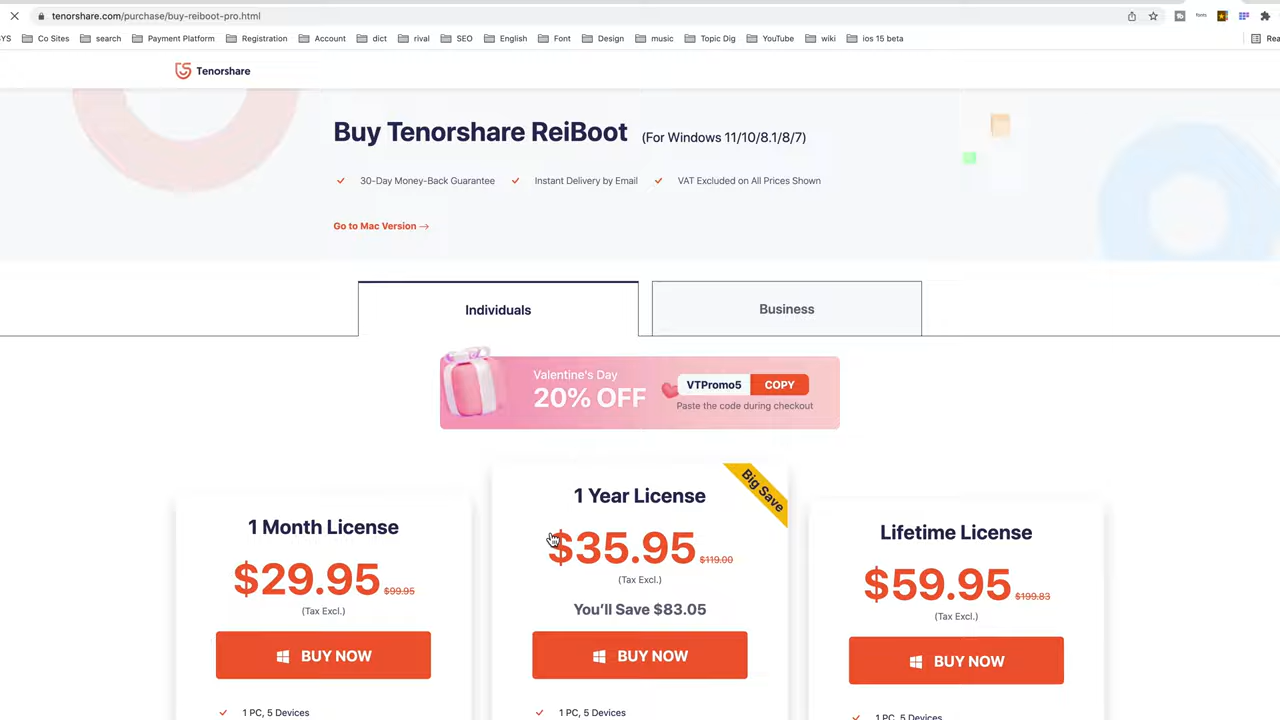 tenorshare.com/purchase/buy-reiboot-pro.html
YS Co Sites search Payment Platform Registration Account dict rival SEO English Font Design music Topic Dig YouTube wiki ios 15 beta Rea
Tenorshare
Buy Tenorshare ReiBoot (For Windows 11/10/8.1/8/7)
30-Day Money-Back Guarantee Instant Delivery by Email VAT Excluded on All Prices Shown
Go to Mac Version →
Individuals Business
Valentine's Day
20% OFF
VTPromo5 COPY
Paste the code during checkout
Big Save
1 Month License
$29.95 $99.95
(Tax Excl.)
BUY NOW
1 PC, 5 Devices
1 Year License
$35.95 $119.00
(Tax Excl.)
You'll Save $83.05
BUY NOW
1 PC, 5 Devices
Lifetime License
$59.95 $199.83
(Tax Excl.)
BUY NOW
1 PC, 5 Devices